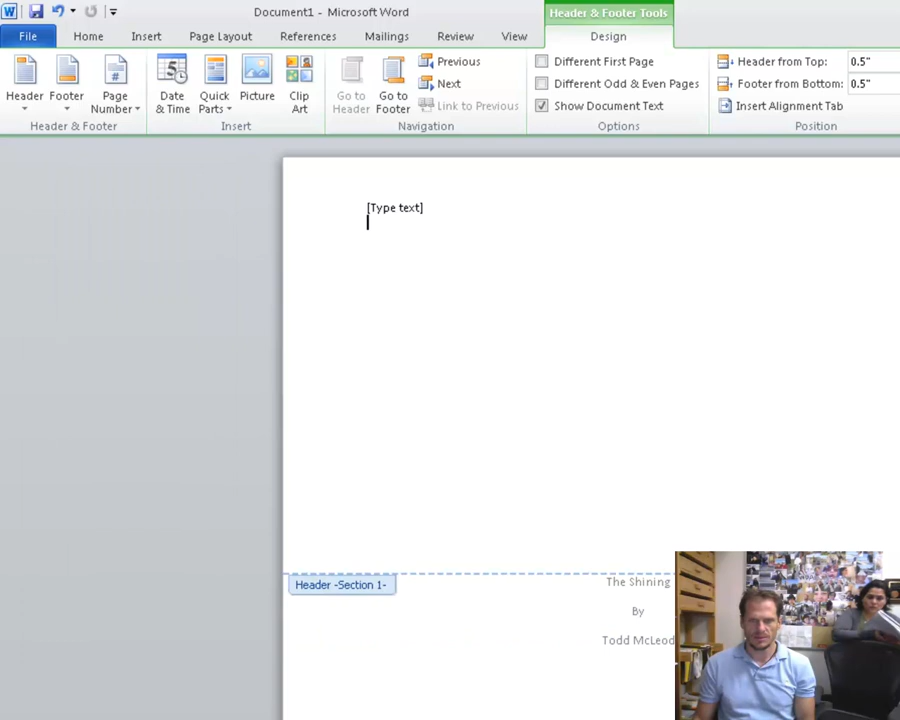 Document1 - Microsoft Word
Header & Footer Tools
File Home Insert Page Layout References Mailings Review View Design
Header Footer Page Number
Date & Time Quick Parts Picture Clip Art
Go to Header Go to Footer
Previous
Next
Link to Previous
Different First Page
Different Odd & Even Pages
Show Document Text
Header from Top: 0.5"
Footer from Bottom: 0.5"
Insert Alignment Tab
Header & Footer Insert Navigation Options Position
[Type text]
Header -Section 1-
The Shining
By
Todd McLeod